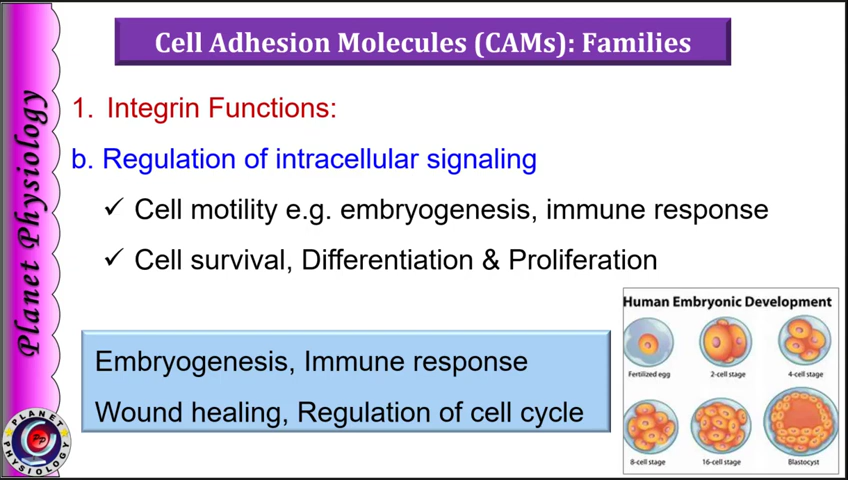 Cell Adhesion Molecules (CAMs): Families
Planet Physiology
1. Integrin Functions:
b. Regulation of intracellular signaling
✓ Cell motility e.g. embryogenesis, immune response
✓ Cell survival, Differentiation & Proliferation
Embryogenesis, Immune response
Wound healing, Regulation of cell cycle
Human Embryonic Development
Fertilized egg 2-cell stage 4-cell stage
8-cell stage 16-cell stage Blastocyst
PLANET
PHYSIOLOGY